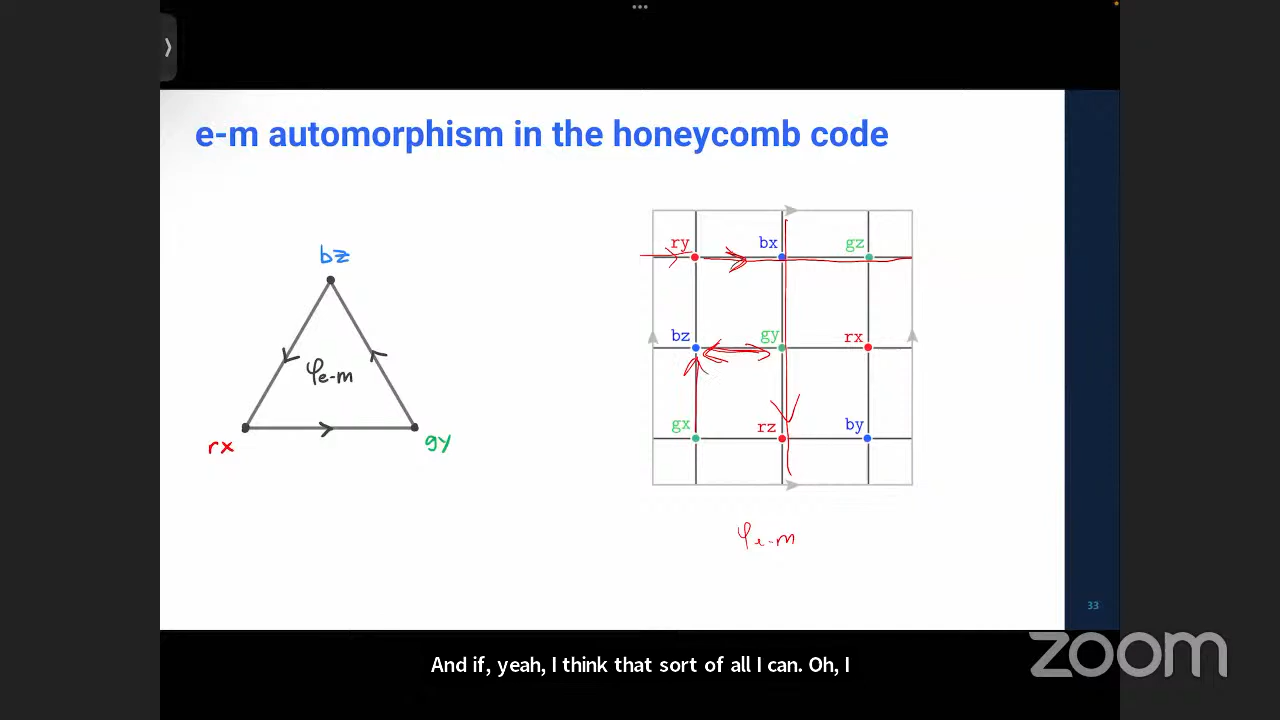 e-m automorphism in the honeycomb code
bz
φe-m
rx
gy
ry bx gz
bz gy rx
gx rz by
φe-m
33
And if, yeah, I think that sort of all I can. Oh, I
zoom